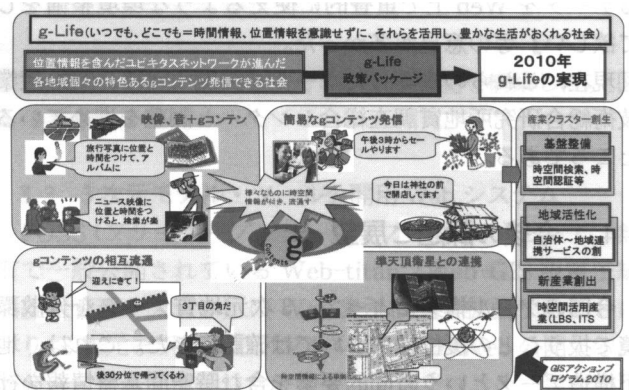 g-Life(いつでも、どこでも＝時間情報、位置情報を意識せずに、それらを活用し、豊かな生活がおくれる社会)
位置情報を含んだユビキタスネットワークが進んだ
各地域個々の特色あるgコンテンツ発信できる社会
g-Life
政策パッケージ
2010年
g-Lifeの実現
映像、音+gコンテン
旅行写真に位置と
時間をつけて、ア
ルバムに
ニュース映像に
位置と時間をつ
けると、検索が楽
簡易なgコンテンツ発信
午後3時からセー
ルやります
今日は神社の前
で開店してます
様々なものに時空間
情報が付き、流通す
g
Contents
gコンテンツの相互流通
迎えにきて!
3丁目の角だ
後30分位で帰ってくるわ
準天頂衛星との連携
産業クラスター創生
基盤整備
時空間検索、時
空間認証等
地域活性化
自治体〜地域連
携サービスの創
新産業創出
時空間活用産
業(LBS、ITS
GISアクションプ
ログラム2010